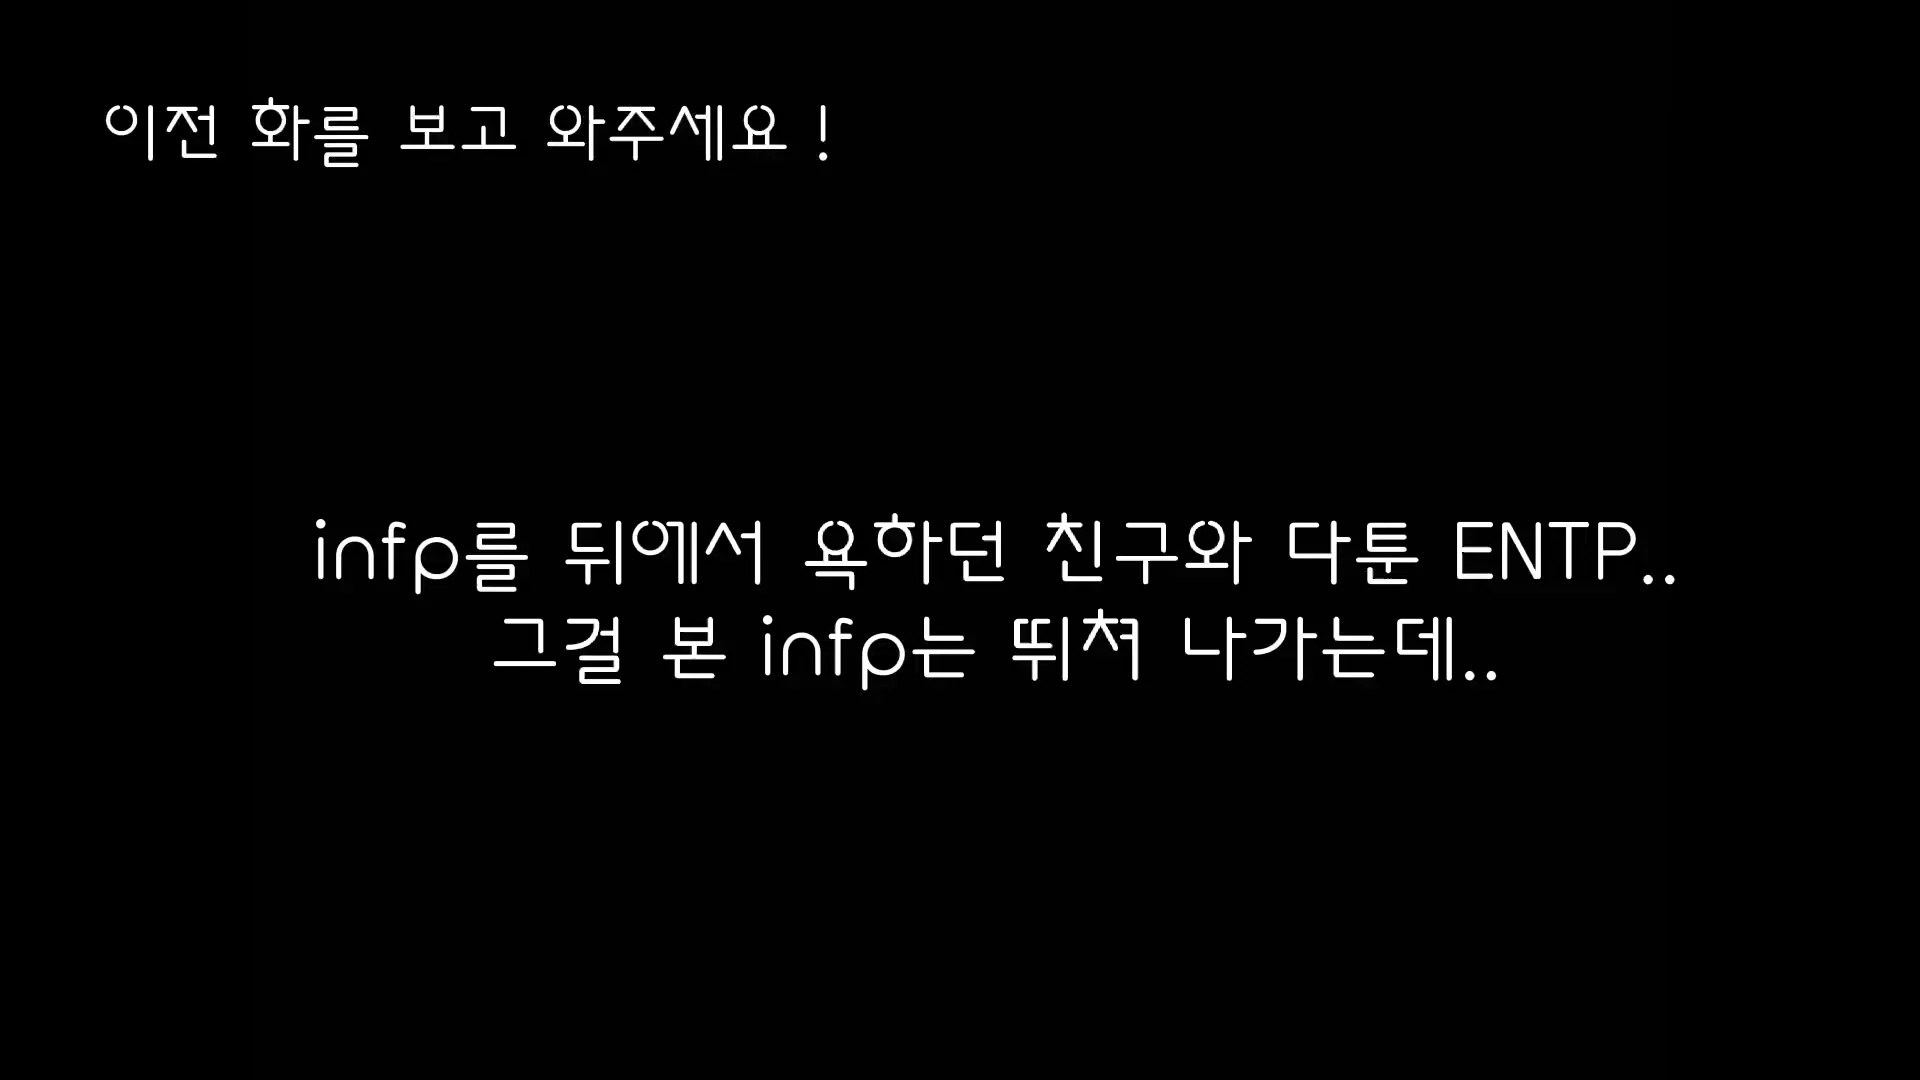 이전 화를 보고 와주세요 !
infp를 뒤에서 욕하던 친구와 다툰 ENTP..
그걸 본 infp는 뛰쳐 나가는데..